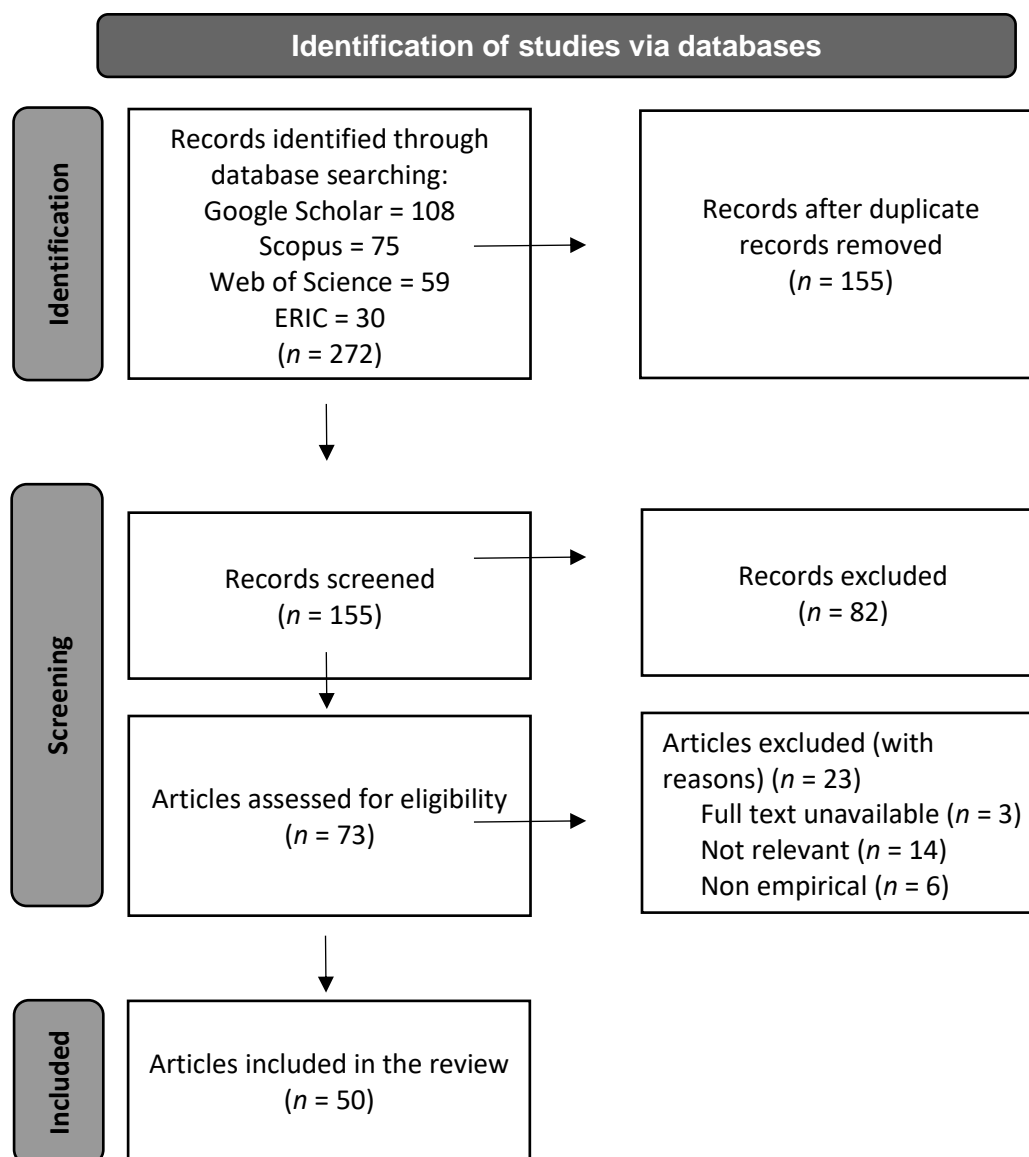 Identification of studies via databases
Identification
Records identified through
database searching:
Google Scholar = 108
Scopus = 75
Web of Science = 59
ERIC = 30
(n = 272)
Records after duplicate
records removed
(n = 155)
Screening
Records screened
(n = 155)
Records excluded
(n = 82)
Articles assessed for eligibility
(n = 73)
Articles excluded (with
reasons) (n = 23)
Full text unavailable (n = 3)
Not relevant (n = 14)
Non empirical (n = 6)
Included
Articles included in the review
(n = 50)